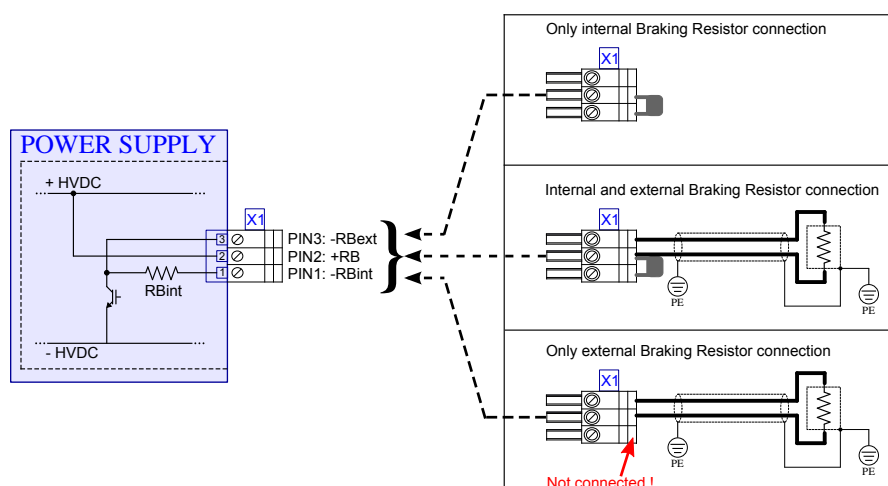 Only internal Braking Resistor connection
X1
POWER SUPPLY
+ HVDC
X1
3
PIN3: -RBext
2
PIN2: +RB
1
PIN1: -RBint
RBint
- HVDC
Internal and external Braking Resistor connection
X1
PE
PE
Only external Braking Resistor connection
X1
PE
PE
Not connected !